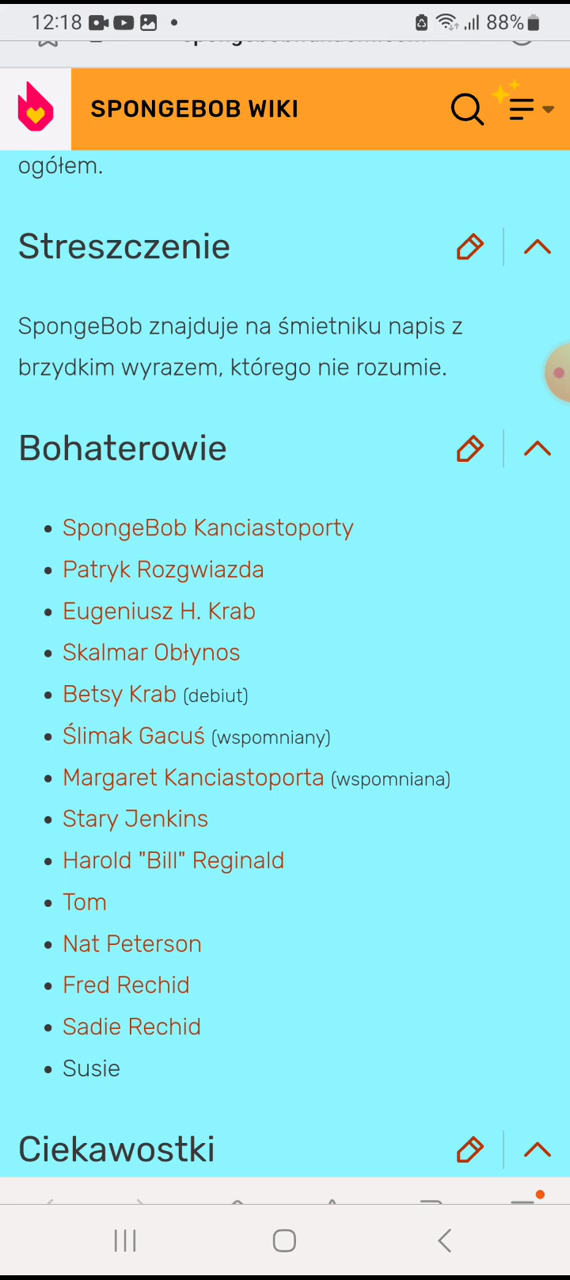 12:18
88%
SPONGEBOB WIKI
ogółem.
Streszczenie
SpongeBob znajduje na śmietniku napis z
brzydkim wyrazem, którego nie rozumie.
Bohaterowie
SpongeBob Kanciastoporty
Patryk Rozgwiazda
Eugeniusz H. Krab
Skalmar Obłynos
Betsy Krab (debiut)
Ślimak Gacuś (wspomniany)
Margaret Kanciastoporta (wspomniana)
Stary Jenkins
Harold "Bill" Reginald
Tom
Nat Peterson
Fred Rechid
Sadie Rechid
Susie
Ciekawostki